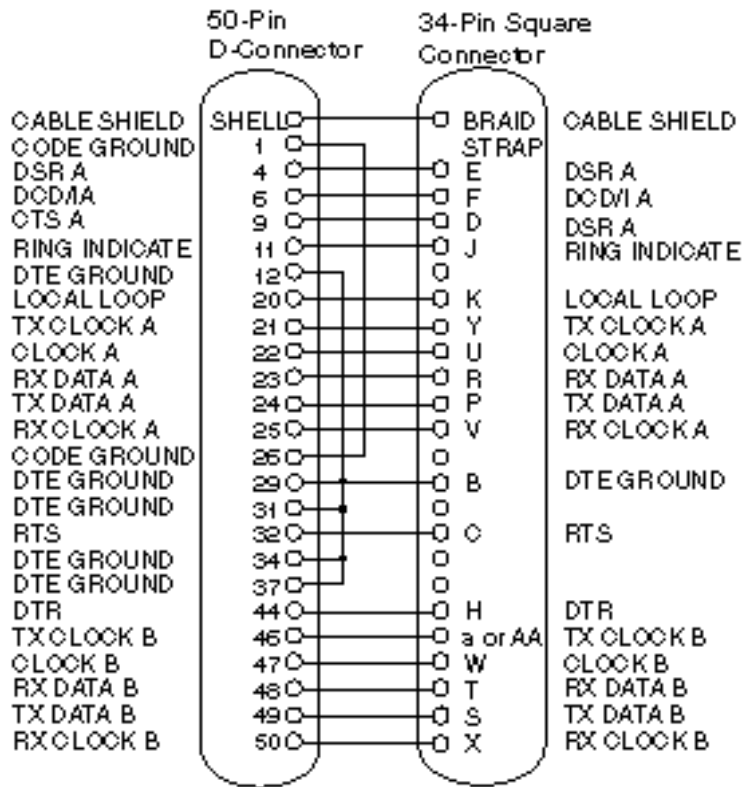 50-Pin D-Connector
34-Pin Square Connector
CABLE SHIELD SHELL BRAID CABLE SHIELD
CODE GROUND 1 STRAP
DSR A 4 E DSR A
DCD/I A 6 F DCD/I A
CTS A 9 D DSR A
RING INDICATE 11 J RING INDICATE
DTE GROUND 12
LOCAL LOOP 20 K LOCAL LOOP
TX CLOCK A 21 Y TX CLOCK A
CLOCK A 22 U CLOCK A
RX DATA A 23 R RX DATA A
TX DATA A 24 P TX DATA A
RX CLOCK A 25 V RX CLOCK A
CODE GROUND 26
DTE GROUND 29 B DTE GROUND
DTE GROUND 31
RTS 32 C RTS
DTE GROUND 34
DTE GROUND 37
DTR 44 H DTR
TX CLOCK B 46 a or AA TX CLOCK B
CLOCK B 47 W CLOCK B
RX DATA B 48 T RX DATA B
TX DATA B 49 S TX DATA B
RX CLOCK B 50 X RX CLOCK B